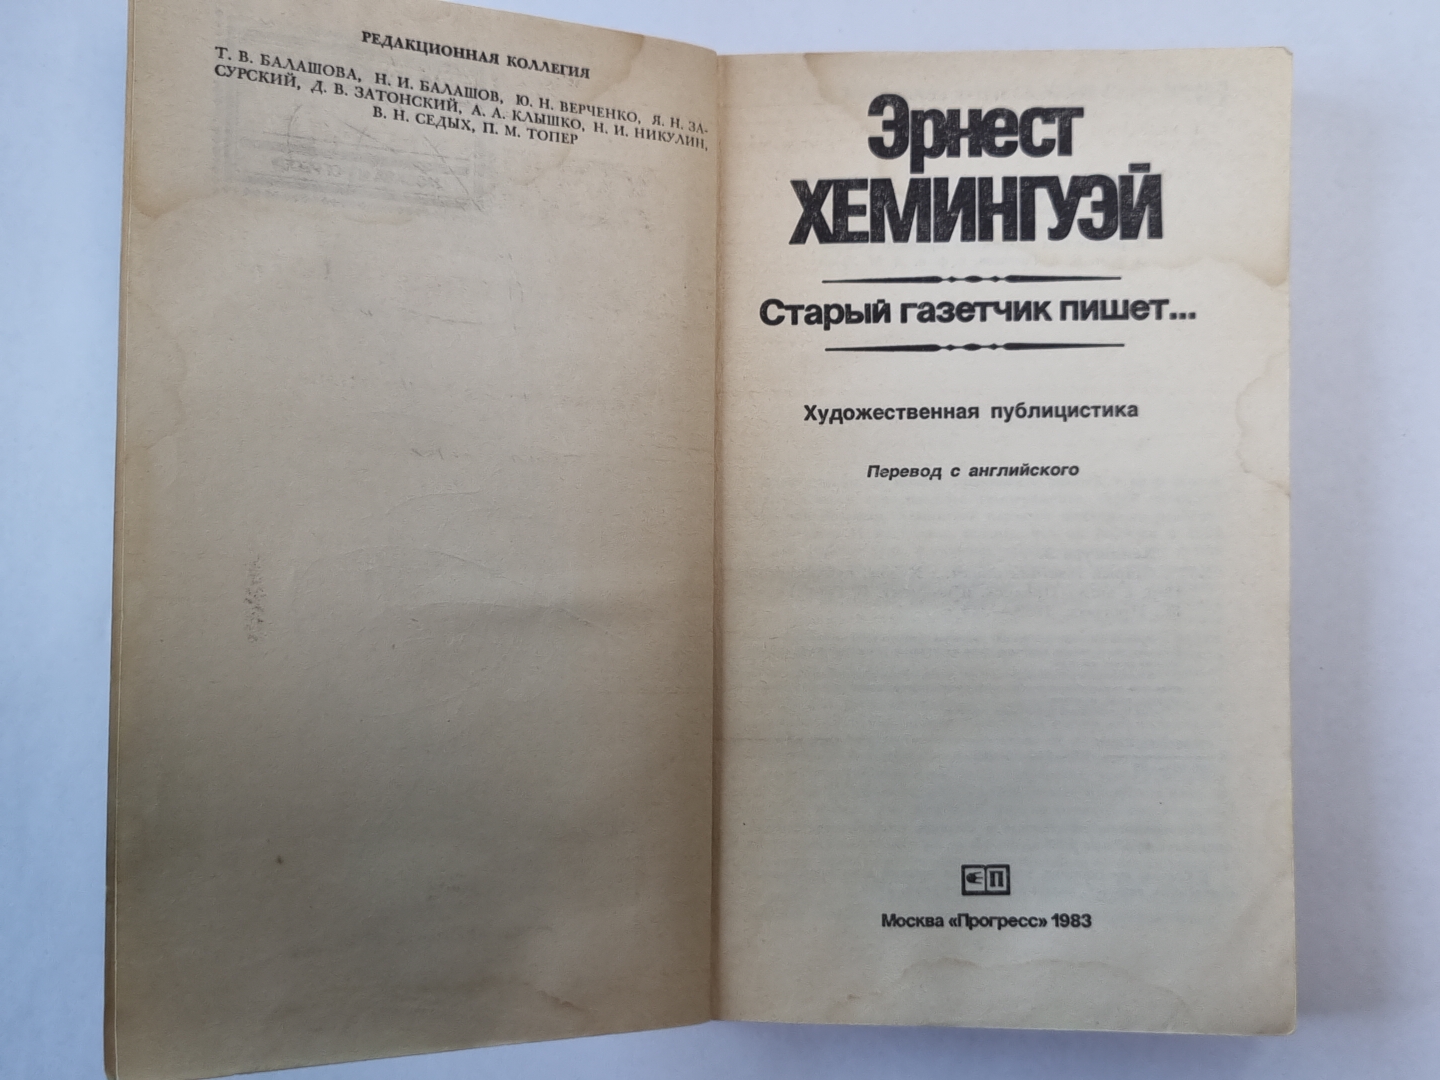 РЕДАКЦИОННАЯ КОЛЛЕГИЯ
Т. В. БАЛАШОВА, Н. И. БАЛАШОВ, Ю. Н. ВЕРЧЕНКО, Я. Н. ЗА-
СУРСКИЙ, Д. В. ЗАТОНСКИЙ, А. А. КЛЫШКО, Н. И. НИКУЛИН,
В. Н. СЕДЫХ, П. М. ТОПЕР
Эрнест
ХЕМИНГУЭЙ
Старый газетчик пишет...
Художественная публицистика
Перевод с английского
П
Москва «Прогресс» 1983